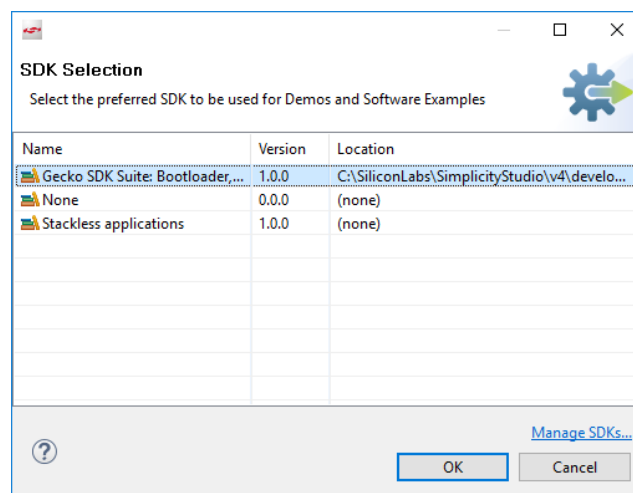 SDK Selection
Select the preferred SDK to be used for Demos and Software Examples
Name Version Location
Gecko SDK Suite: Bootloader,... 1.0.0 C:\SiliconLabs\SimplicityStudio\v4\develo...
None 0.0.0 (none)
Stackless applications 1.0.0 (none)
Manage SDKs...
OK Cancel